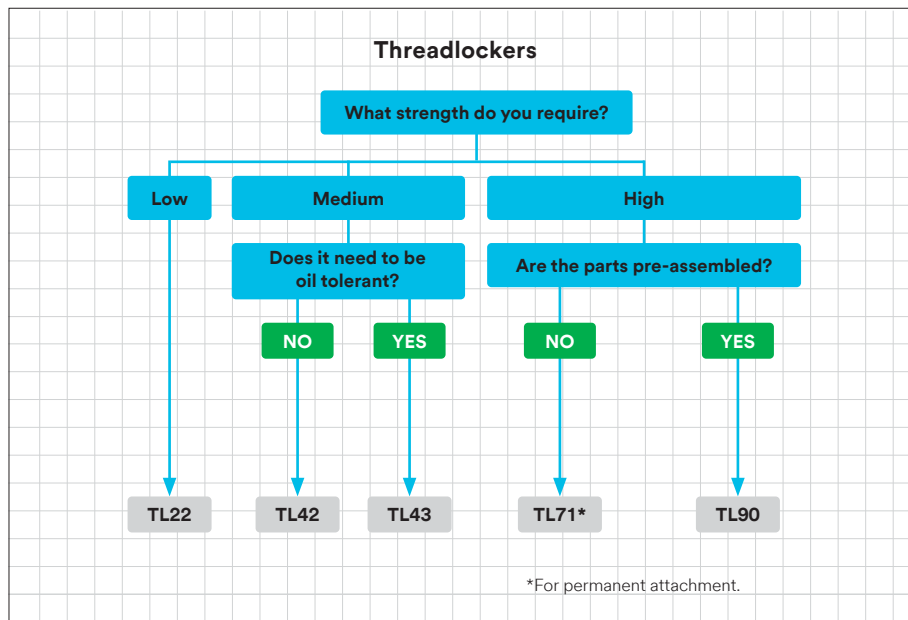 Threadlockers
What strength do you require?
Low
Medium
High
Does it need to be
oil tolerant?
Are the parts pre-assembled?
NO
YES
NO
YES
TL22
TL42
TL43
TL71*
TL90
*For permanent attachment.